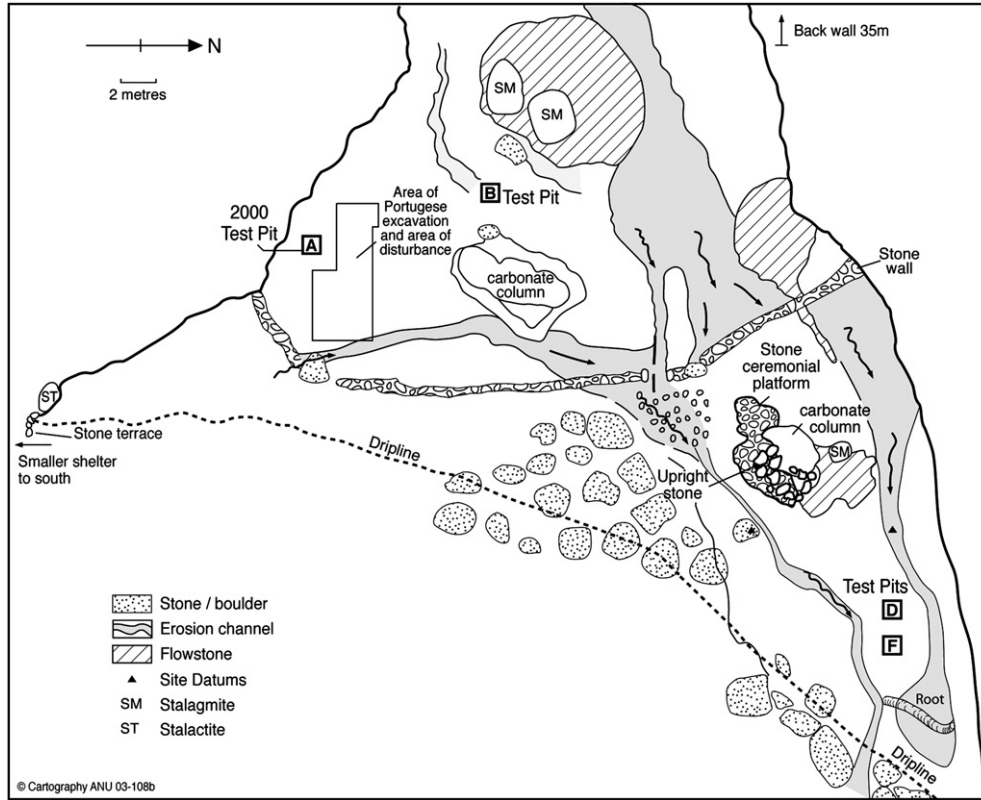 N
2 metres
Back wall 35m
SM
SM
B Test Pit
2000
Test Pit
A
Area of
Portugese
excavation
and area of
disturbance
carbonate
column
Stone
wall
Stone
ceremonial
platform
carbonate
column
SM
ST
Stone terrace
Smaller shelter
to south
Dripline
Upright
stone
Test Pits
D
F
Root
Dripline
Stone / boulder
Erosion channel
Flowstone
Site Datums
SM Stalagmite
ST Stalactite
© Cartography ANU 03-108b